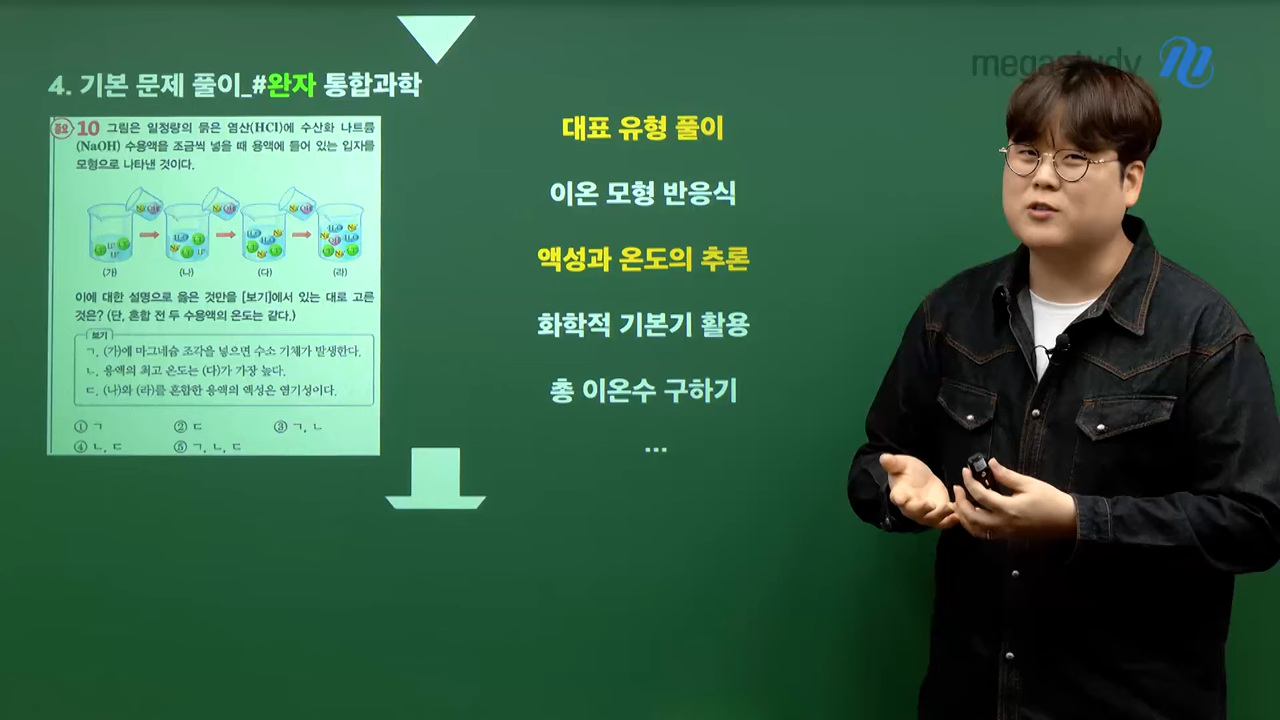 megastudy
4. 기본 문제 풀이_#완자 통합과학
중요 10 그림은 일정량의 묽은 염산(HCl)에 수산화 나트륨
(NaOH) 수용액을 조금씩 넣을 때 용액에 들어 있는 입자를
모형으로 나타낸 것이다.
(가) (나) (다) (라)
이에 대한 설명으로 옳은 것만을 [보기]에서 있는 대로 고른
것은? (단, 혼합 전 두 수용액의 온도는 같다.)
보기
ㄱ. (가)에 마그네슘 조각을 넣으면 수소 기체가 발생한다.
ㄴ. 용액의 최고 온도는 (다)가 가장 높다.
ㄷ. (나)와 (라)를 혼합한 용액의 액성은 염기성이다.
① ㄱ ② ㄷ ③ ㄱ, ㄴ
④ ㄴ, ㄷ ⑤ ㄱ, ㄴ, ㄷ
대표 유형 풀이
이온 모형 반응식
액성과 온도의 추론
화학적 기본기 활용
총 이온수 구하기
...